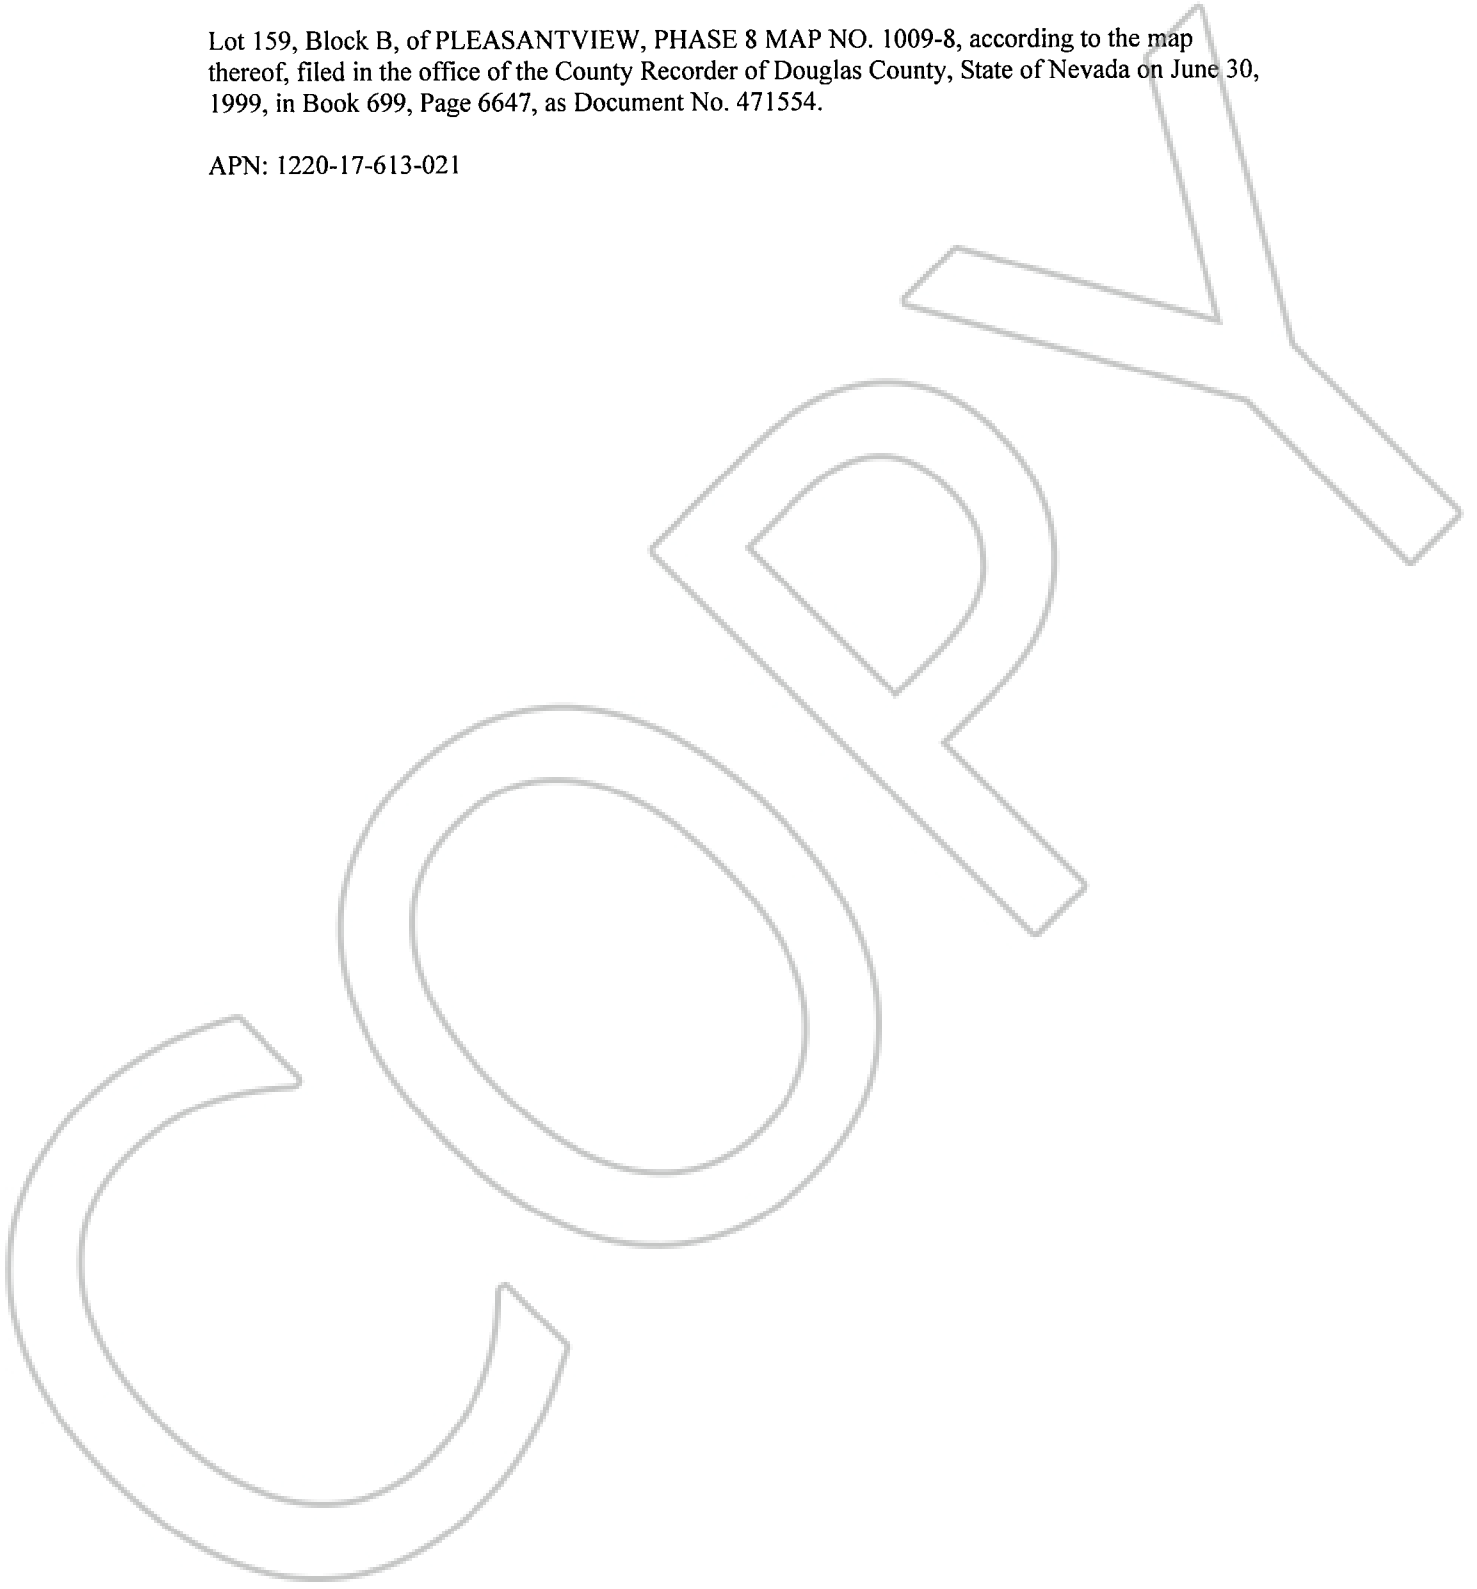 Lot 159, Block B, of PLEASANTVIEW, PHASE 8 MAP NO. 1009-8, according to the map
thereof, filed in the office of the County Recorder of Douglas County, State of Nevada on June 30,
1999, in Book 699, Page 6647, as Document No. 471554.
APN: 1220-17-613-021
COPY